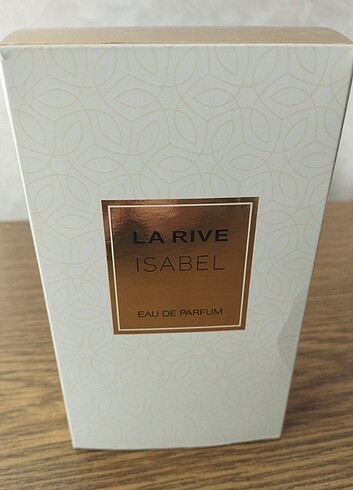 LA RIVE
ISABEL
EAU DE PARFUM